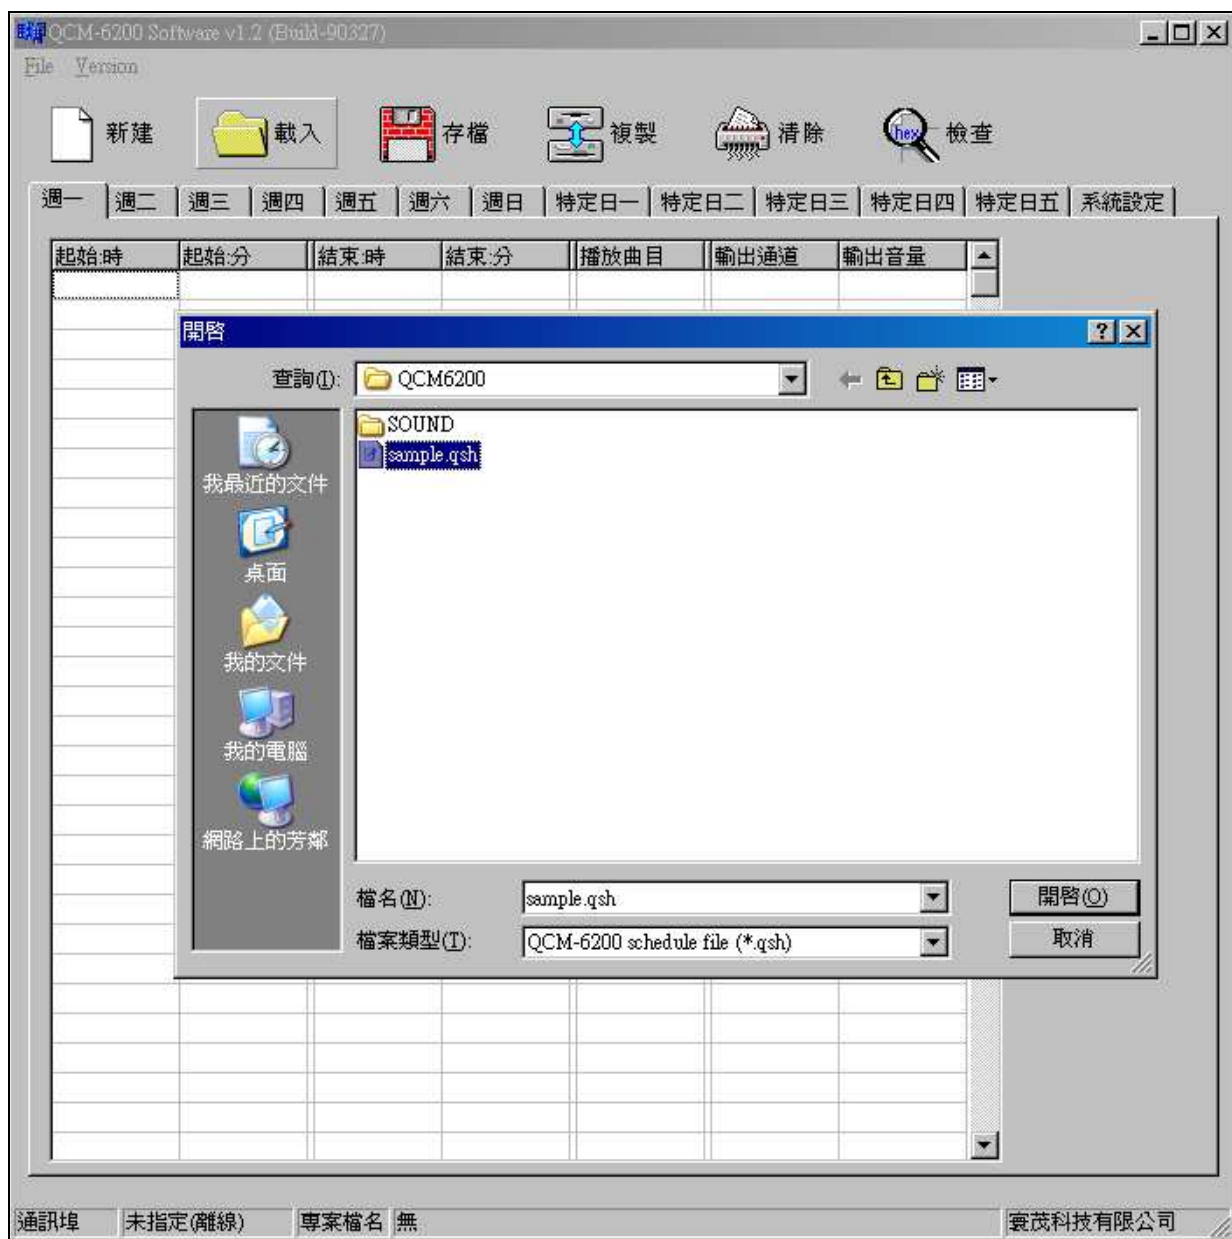 QCM-6200 Software v1.2 (Build-90327)
File Version
新建 載入 存檔 複製 清除 hex 檢查
週一 週二 週三 週四 週五 週六 週日 特定日一 特定日二 特定日三 特定日四 特定日五 系統設定
起始:時 起始:分 結束:時 結束:分 播放曲目 輸出通道 輸出音量
開啓
查詢(I): QCM6200
SOUND
sample.qsh
我最近的文件
桌面
我的文件
我的電腦
網路上的芳鄰
檔名(N): sample.qsh 開啓(O)
檔案類型(T): QCM-6200 schedule file (*.qsh) 取消
通訊埠 未指定(離線) 專案檔名 無 寰茂科技有限公司